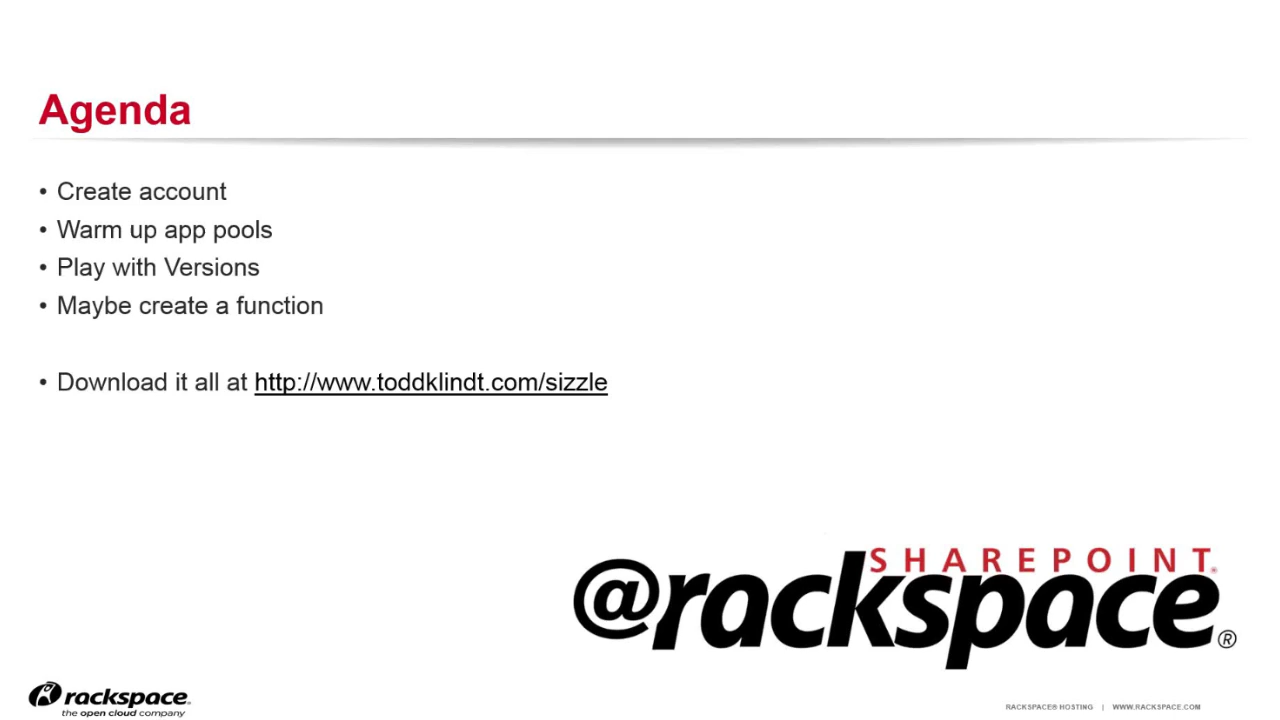 Agenda
• Create account
• Warm up app pools
• Play with Versions
• Maybe create a function
• Download it all at http://www.toddklindt.com/sizzle
SHAREPOINT
@rackspace®
rackspace
the open cloud company
RACKSPACE® HOSTING | WWW.RACKSPACE.COM